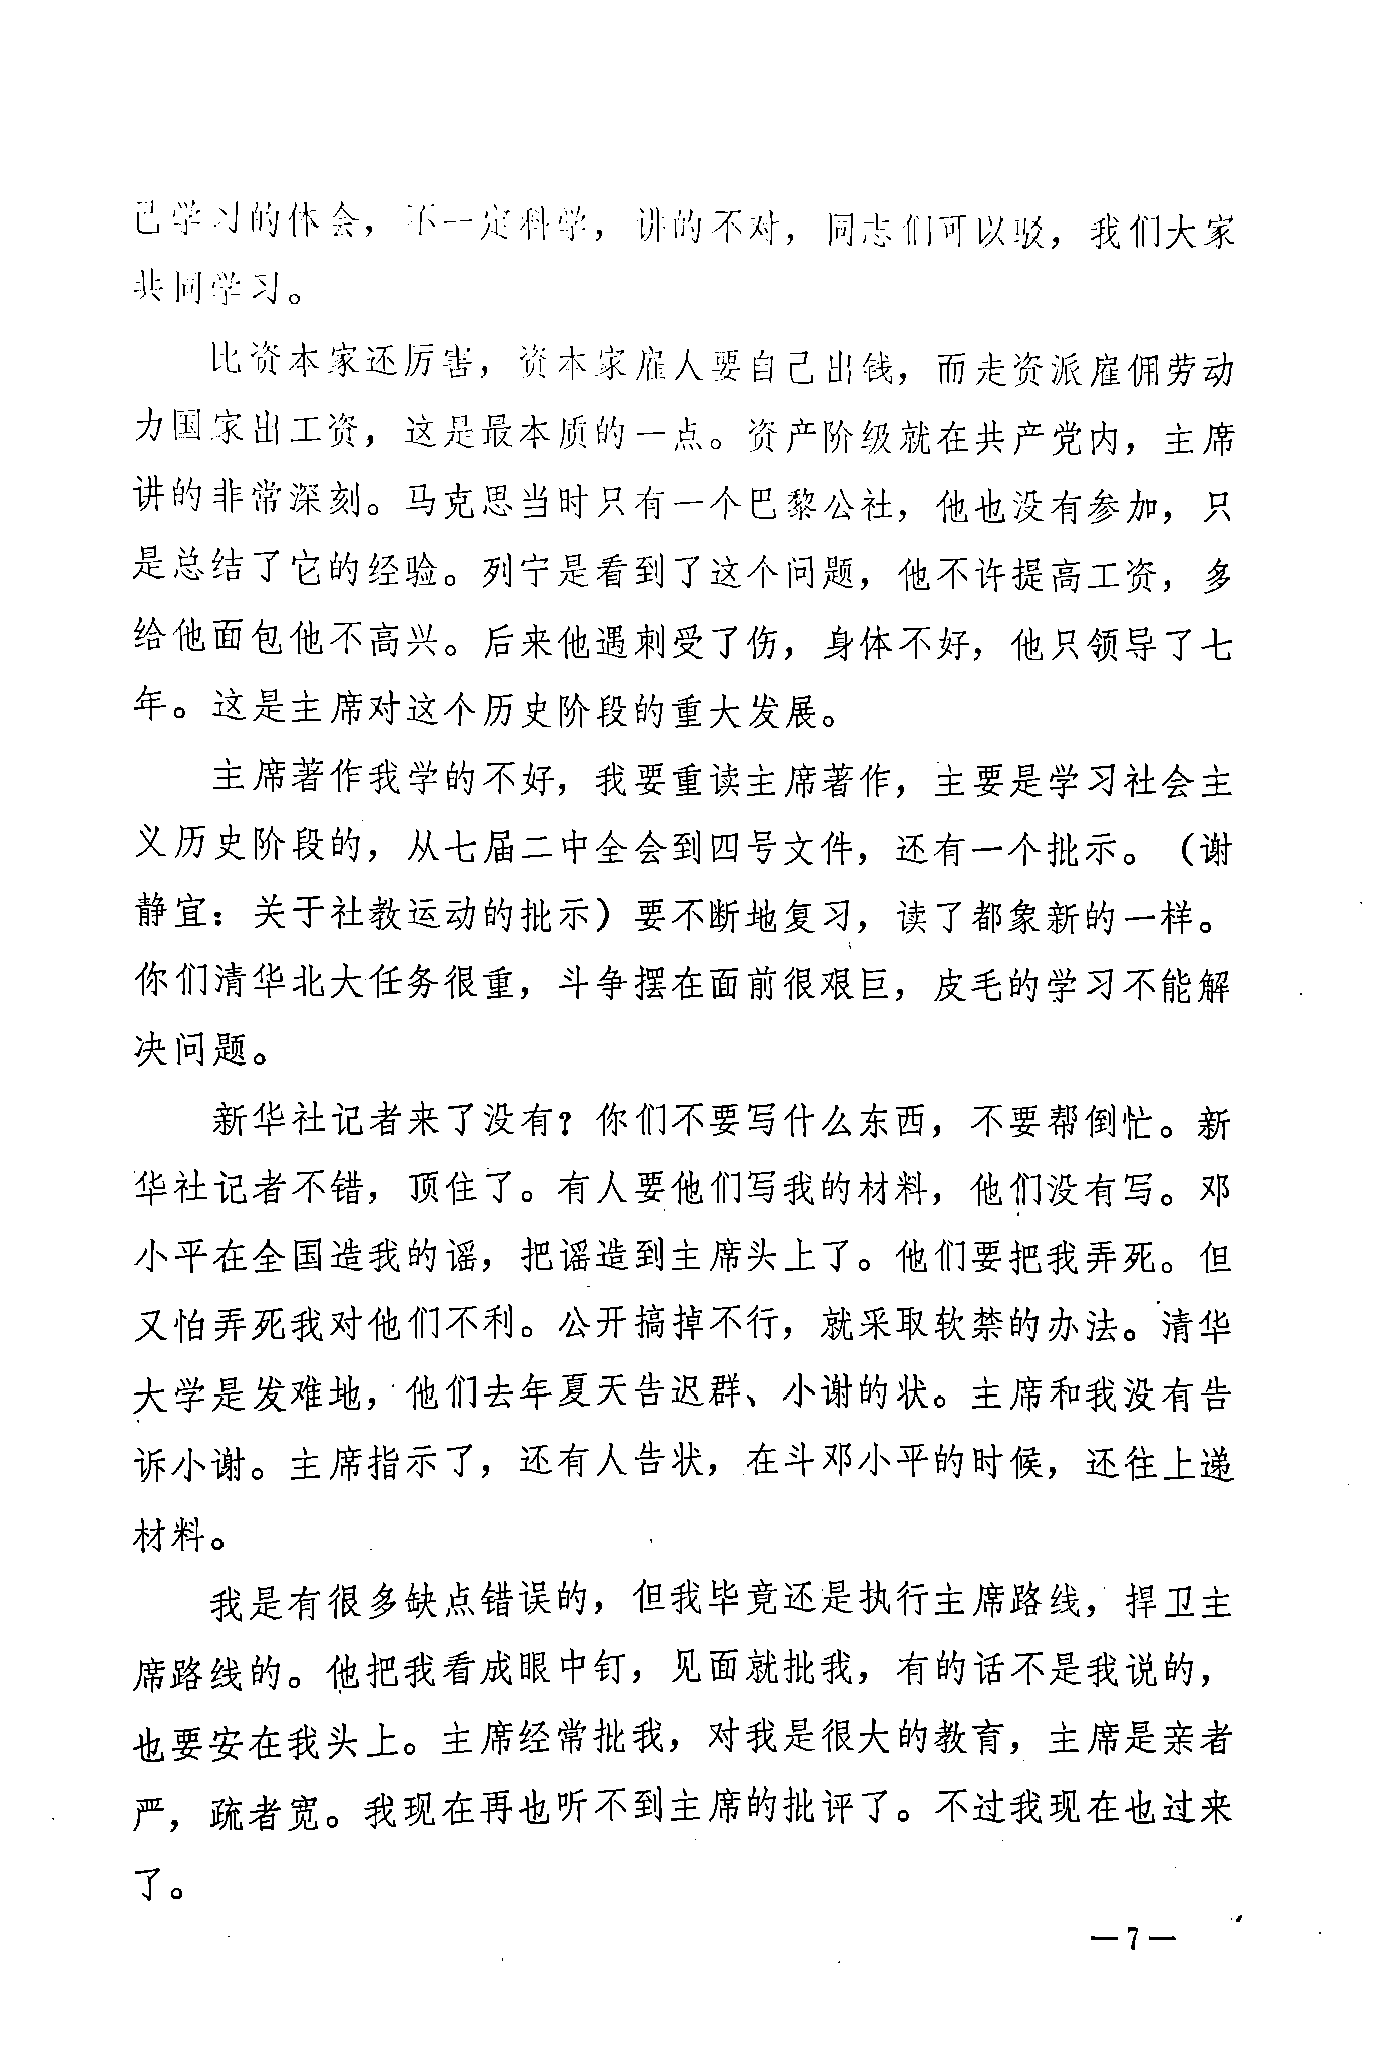 己学习的体会，不一定科学，讲的不对，同志们可以驳，我们大家
共同学习。
比资本家还厉害，资本家雇人要自己出钱，而走资派雇佣劳动
力国家出工资，这是最本质的一点。资产阶级就在共产党内，主席
讲的非常深刻。马克思当时只有一个巴黎公社，他也没有参加，只
是总结了它的经验。列宁是看到了这个问题，他不许提高工资，多
给他面包他不高兴。后来他遇刺受了伤，身体不好，他只领导了七
年。这是主席对这个历史阶段的重大发展。
主席著作我学的不好，我要重读主席著作，主要是学习社会主
义历史阶段的，从七届二中全会到四号文件，还有一个批示。（谢
静宜：关于社教运动的批示）要不断地复习，读了都象新的一样。
你们清华北大任务很重，斗争摆在面前很艰巨，皮毛的学习不能解
决问题。
新华社记者来了没有？你们不要写什么东西，不要帮倒忙。新
华社记者不错，顶住了。有人要他们写我的材料，他们没有写。邓
小平在全国造我的谣，把谣造到主席头上了。他们要把我弄死。但
又怕弄死我对他们不利。公开搞掉不行，就采取软禁的办法。清华
大学是发难地，他们去年夏天告迟群、小谢的状。主席和我没有告
诉小谢。主席指示了，还有人告状，在斗邓小平的时候，还往上递
材料。
我是有很多缺点错误的，但我毕竟还是执行主席路线，捍卫主
席路线的。他把我看成眼中钉，见面就批我，有的话不是我说的，
也要安在我头上。主席经常批我，对我是很大的教育，主席是亲者
严，疏者宽。我现在再也听不到主席的批评了。不过我现在也过来
了。
—7—